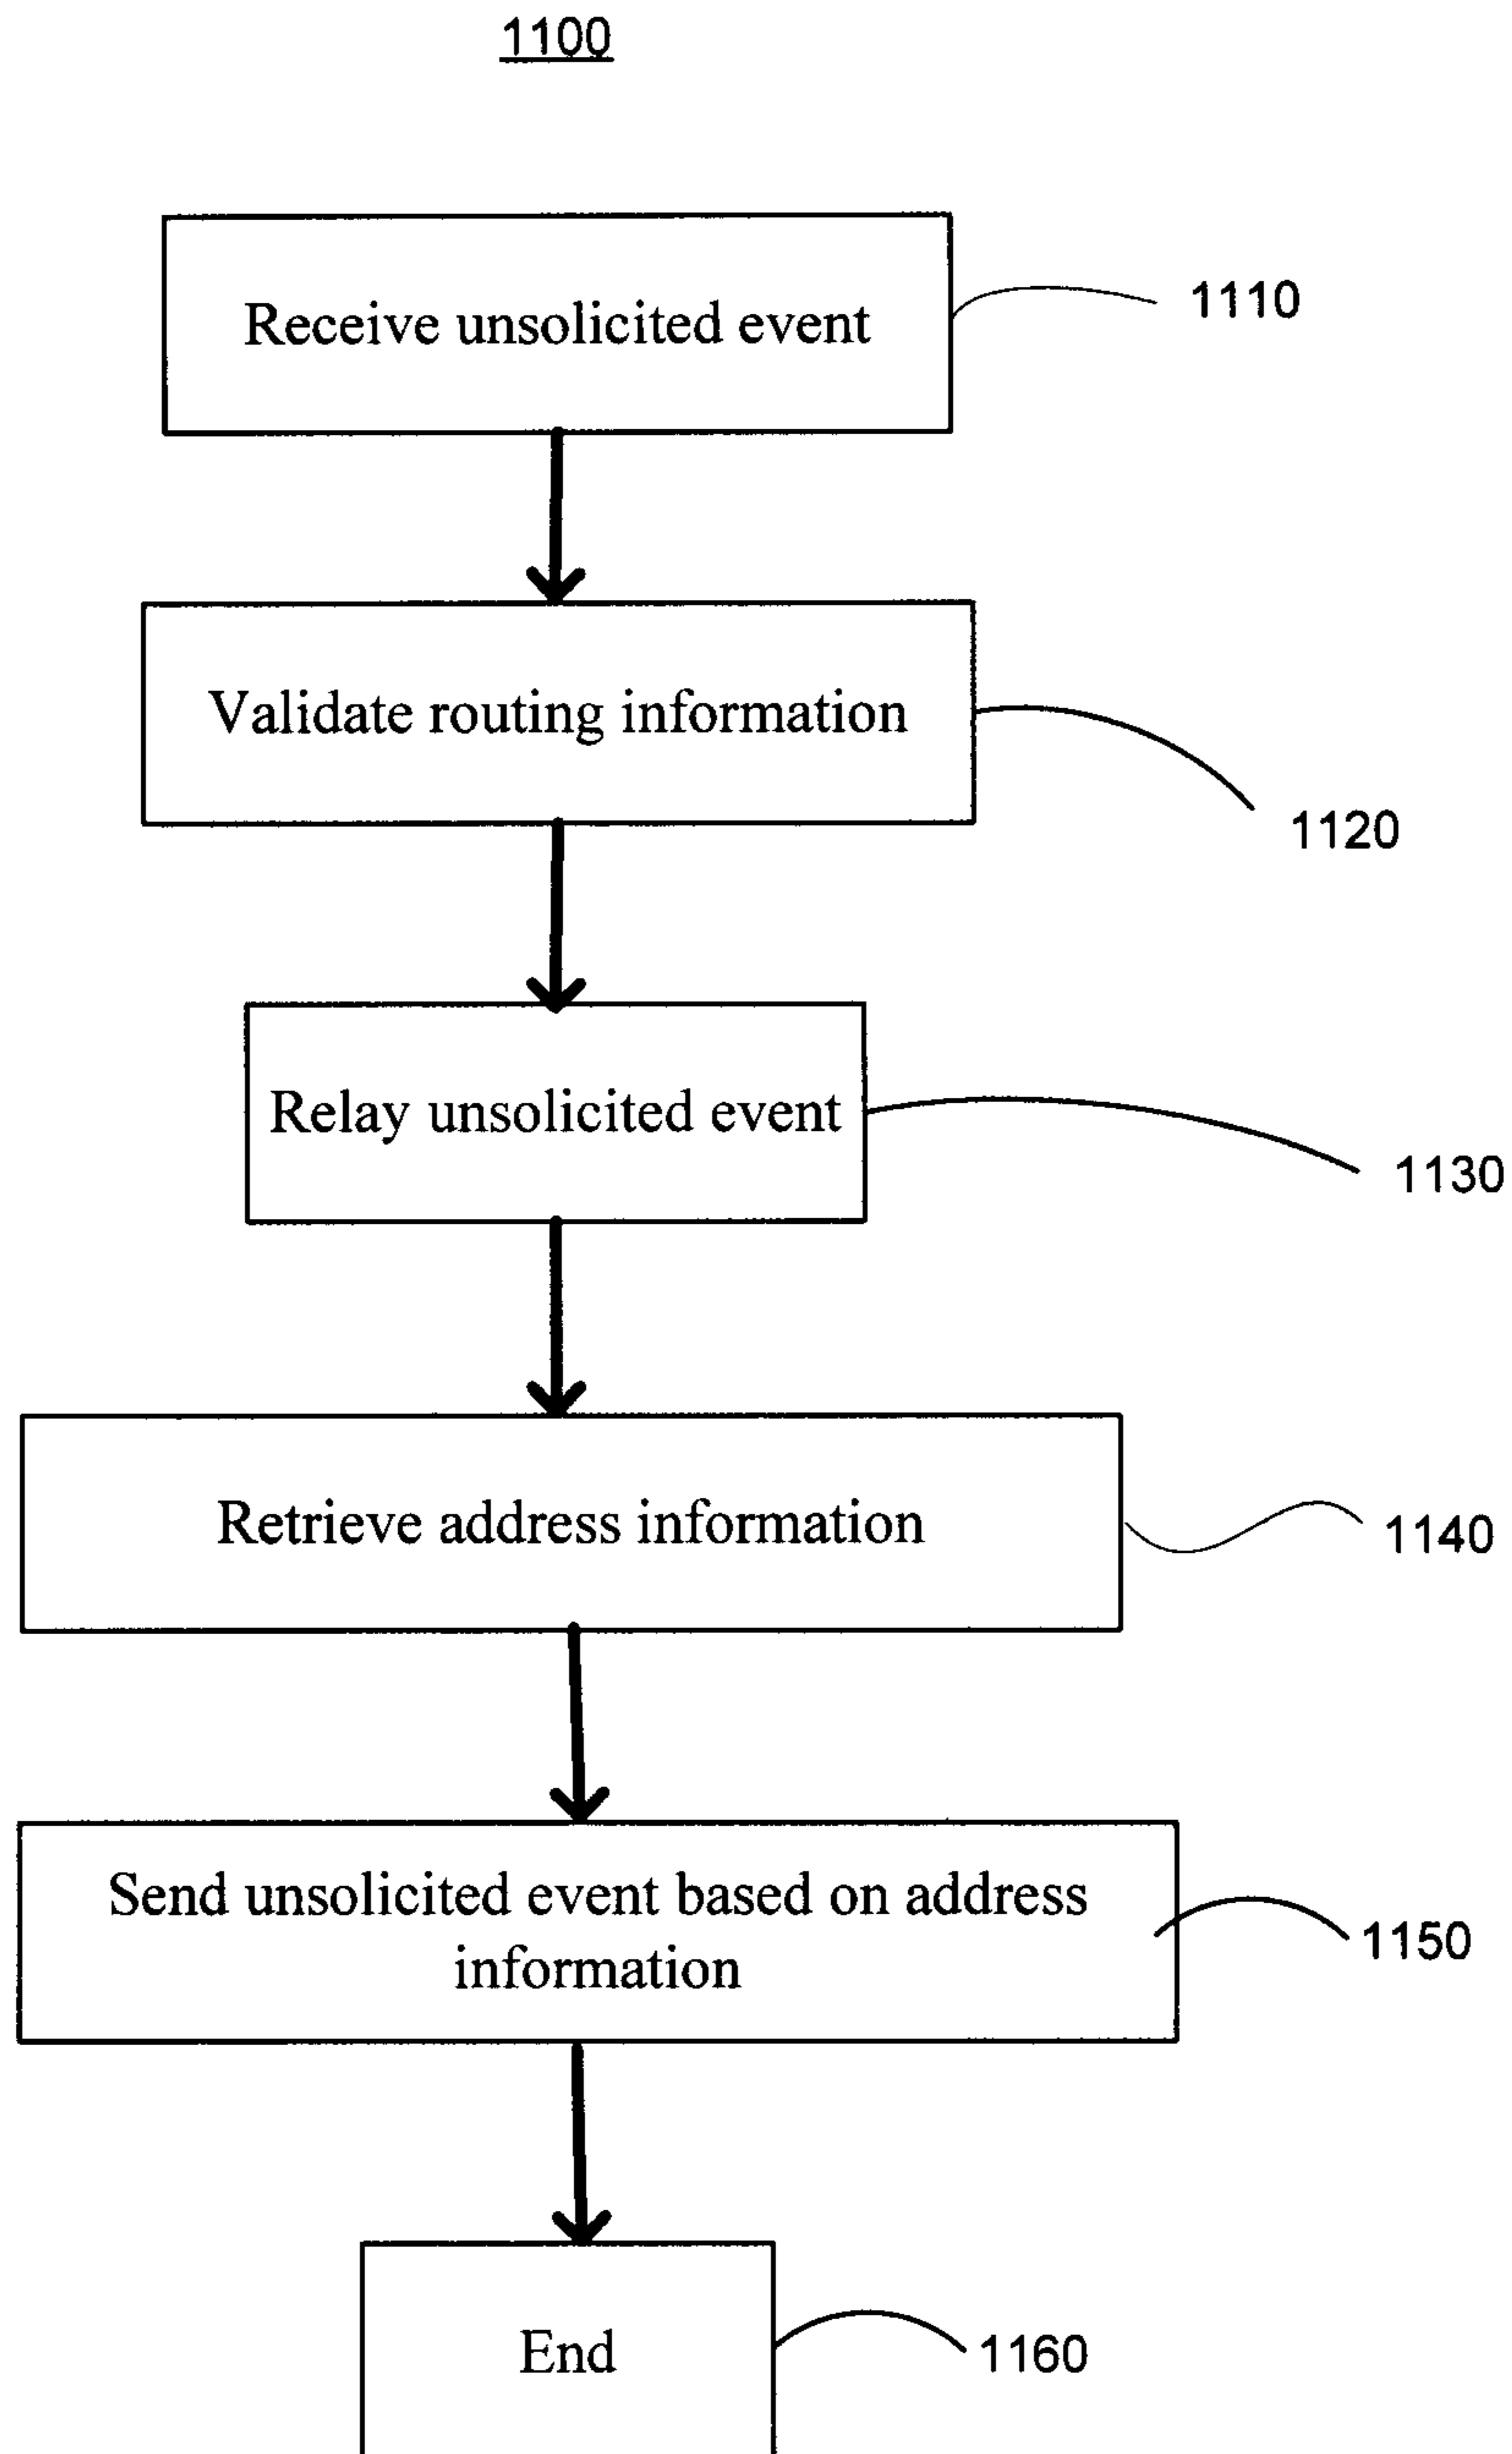 1100
Receive unsolicited event
1110
Validate routing information
1120
Relay unsolicited event
1130
Retrieve address information
1140
Send unsolicited event based on address
information
1150
End
1160